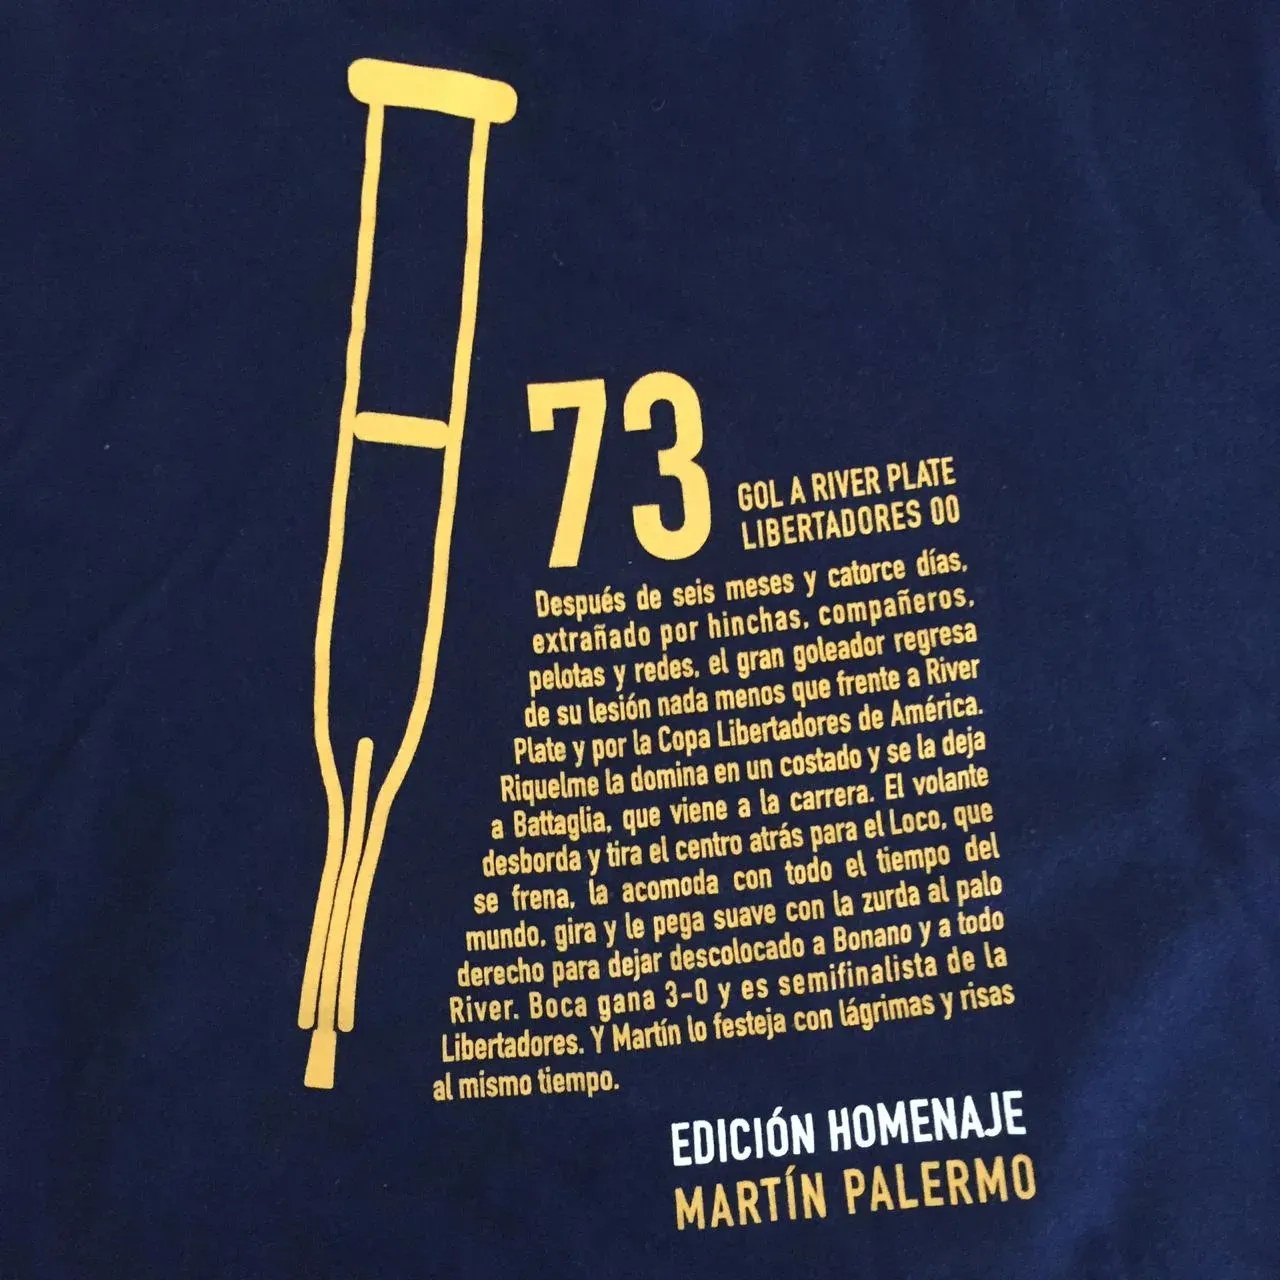 73
GOL A RIVER PLATE
LIBERTADORES 00
Después de seis meses y catorce días,
extrañado por hinchas, compañeros,
pelotas y redes, el gran goleador regresa
de su lesión nada menos que frente a River
Plate y por la Copa Libertadores de América.
Riquelme la domina en un costado y se la deja
a Battaglia, que viene a la carrera. El volante
desborda y tira el centro atrás para el Loco, que
se frena, la acomoda con todo el tiempo del
mundo, gira y le pega suave con la zurda al palo
derecho para dejar descolocado a Bonano y a todo
River. Boca gana 3-0 y es semifinalista de la
Libertadores. Y Martín lo festeja con lágrimas y risas
al mismo tiempo.
EDICIÓN HOMENAJE
MARTÍN PALERMO